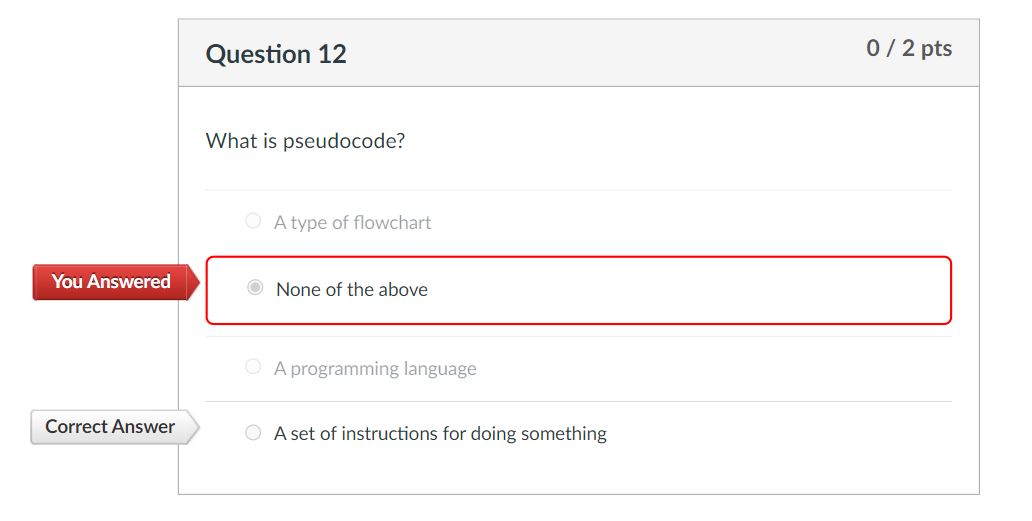 Question 12
0 / 2 pts
What is pseudocode?
A type of flowchart
You Answered
None of the above
A programming language
Correct Answer
A set of instructions for doing something